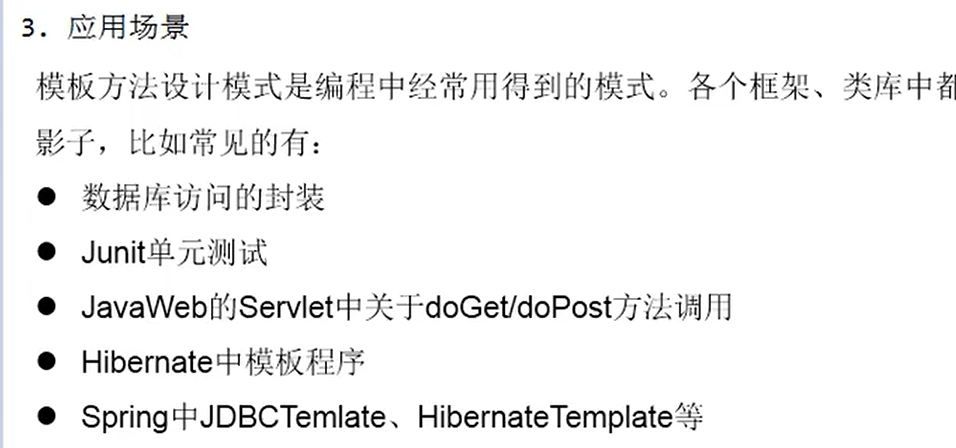 3. 应用场景
模板方法设计模式是编程中经常用得到的模式。各个框架、类库中都
影子，比如常见的有：
● 数据库访问的封装
● Junit单元测试
● JavaWeb的Servlet中关于doGet/doPost方法调用
● Hibernate中模板程序
● Spring中JDBCTemlate、HibernateTemplate等